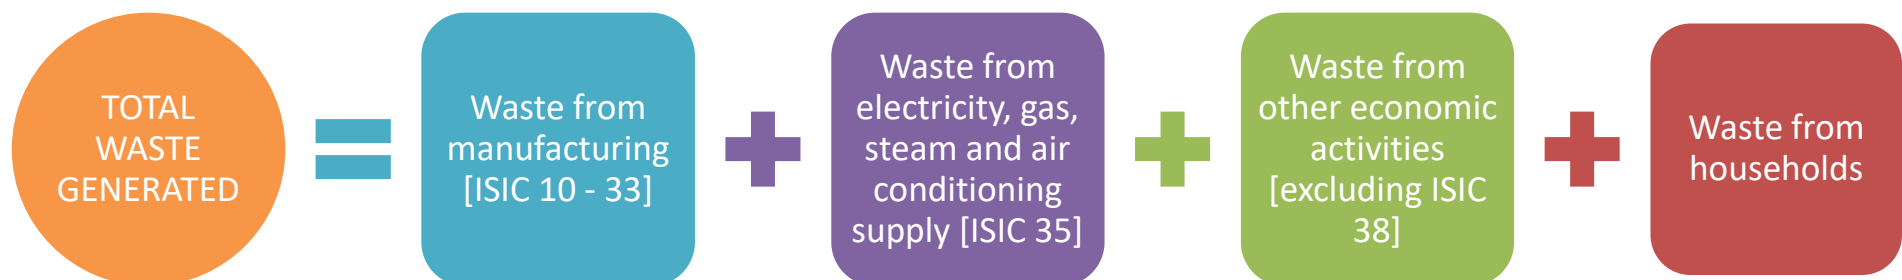 TOTAL
WASTE
GENERATED
=
Waste from
manufacturing
[ISIC 10 - 33]
+
Waste from
electricity, gas,
steam and air
conditioning
supply [ISIC 35]
+
Waste from
other economic
activities
[excluding ISIC
38]
+
Waste from
households